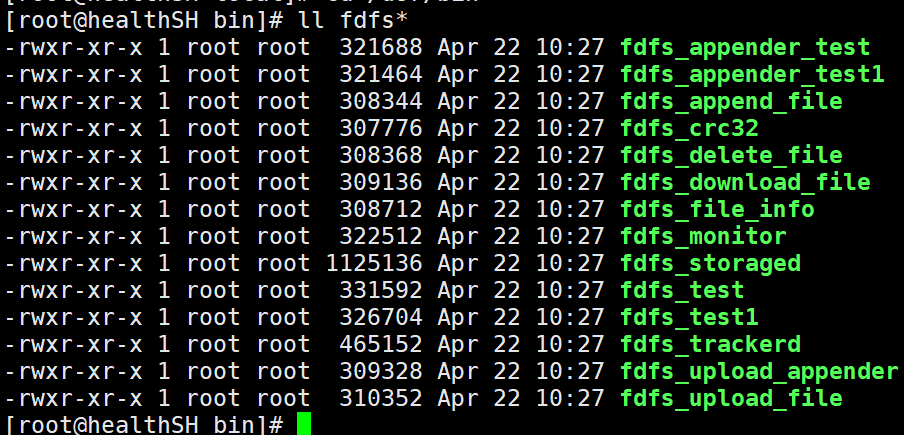 [root@healthSH bin]# ll fdfs*
-rwxr-xr-x 1 root root  321688 Apr 22 10:27 fdfs_appender_test
-rwxr-xr-x 1 root root  321464 Apr 22 10:27 fdfs_appender_test1
-rwxr-xr-x 1 root root  308344 Apr 22 10:27 fdfs_append_file
-rwxr-xr-x 1 root root  307776 Apr 22 10:27 fdfs_crc32
-rwxr-xr-x 1 root root  308368 Apr 22 10:27 fdfs_delete_file
-rwxr-xr-x 1 root root  309136 Apr 22 10:27 fdfs_download_file
-rwxr-xr-x 1 root root  308712 Apr 22 10:27 fdfs_file_info
-rwxr-xr-x 1 root root  322512 Apr 22 10:27 fdfs_monitor
-rwxr-xr-x 1 root root 1125136 Apr 22 10:27 fdfs_storaged
-rwxr-xr-x 1 root root  331592 Apr 22 10:27 fdfs_test
-rwxr-xr-x 1 root root  326704 Apr 22 10:27 fdfs_test1
-rwxr-xr-x 1 root root  465152 Apr 22 10:27 fdfs_trackerd
-rwxr-xr-x 1 root root  309328 Apr 22 10:27 fdfs_upload_appender
-rwxr-xr-x 1 root root  310352 Apr 22 10:27 fdfs_upload_file
[root@healthSH bin]#